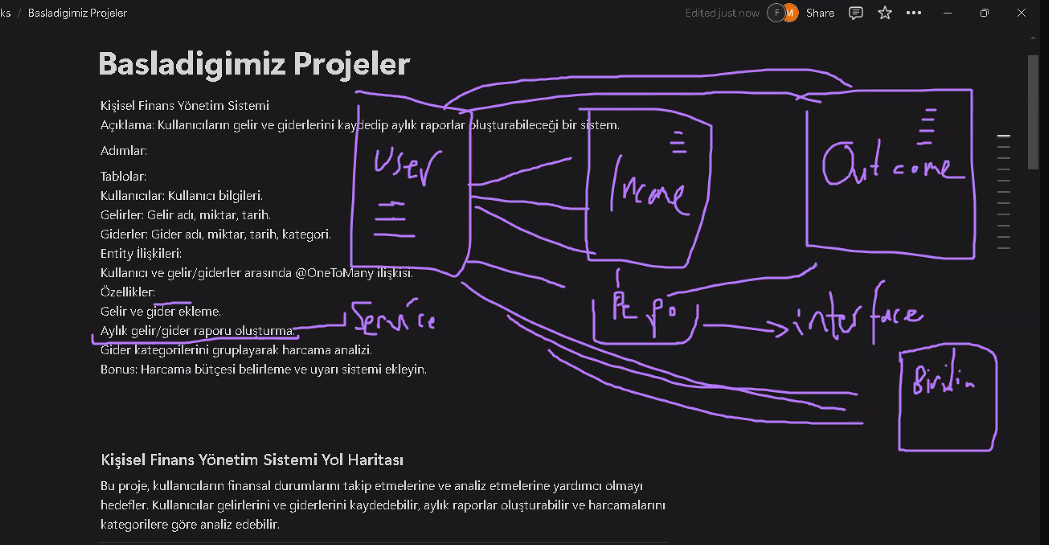 ks / Basladigimiz Projeler
Edited just now
F
M
Share
Basladigimiz Projeler
Kişisel Finans Yönetim Sistemi
Açıklama: Kullanıcıların gelir ve giderlerini kaydedip aylık raporlar oluşturabileceği bir sistem.
Adımlar:
Tablolar:
Kullanıcılar: Kullanıcı bilgileri.
Gelirler: Gelir adı, miktar, tarih.
Giderler: Gider adı, miktar, tarih, kategori.
Entity İlişkileri:
Kullanıcı ve gelir/giderler arasında @OneToMany ilişkisi.
Özellikler:
Gelir ve gider ekleme.
Aylık gelir/gider raporu oluşturma.
Gider kategorilerini gruplayarak harcama analizi.
Bonus: Harcama bütçesi belirleme ve uyarı sistemi ekleyin.
User
Income
Outcome
Service
Repo
interface
Kişisel Finans Yönetim Sistemi Yol Haritası
Bu proje, kullanıcıların finansal durumlarını takip etmelerine ve analiz etmelerine yardımcı olmayı
hedefler. Kullanıcılar gelirlerini ve giderlerini kaydedebilir, aylık raporlar oluşturabilir ve harcamalarını
kategorilere göre analiz edebilir.